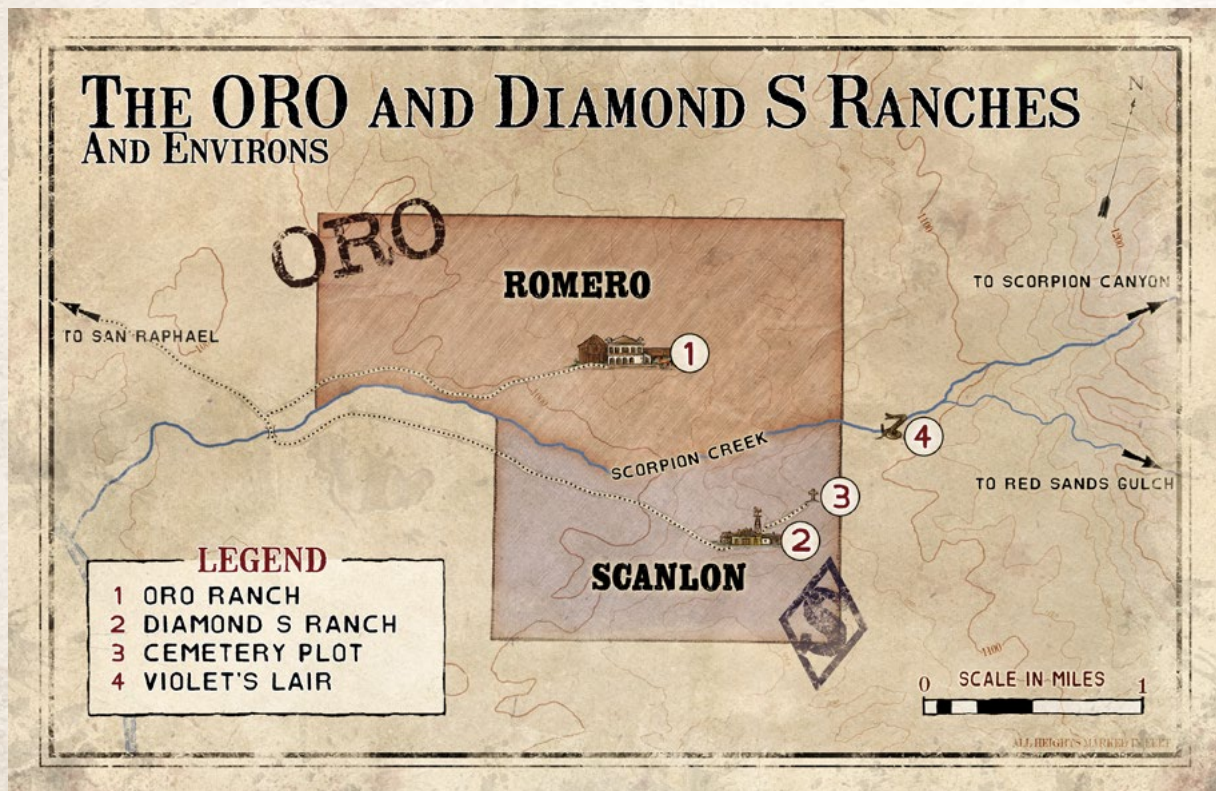 THE ORO AND DIAMOND S RANCHES
AND ENVIRONS
N
ORO
ROMERO
1100
1200
TO SCORPION CANYON
TO SAN RAPHAEL
1
4
SCORPION CREEK
TO RED SANDS GULCH
3
2
SCANLON
S
LEGEND
1 ORO RANCH
2 DIAMOND S RANCH
3 CEMETERY PLOT
4 VIOLET'S LAIR
1100
SCALE IN MILES
0 1
ALL HEIGHTS MARKED IN FEET